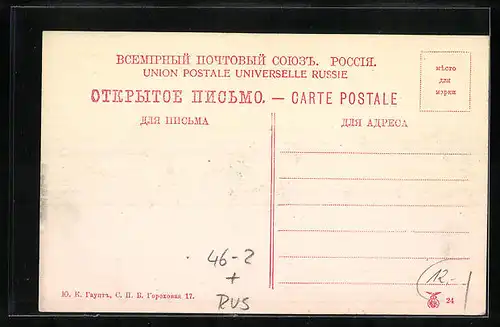 ВСЕМІРНЫЙ ПОЧТОВЫЙ СОЮЗЪ. РОССІЯ.
UNION POSTALE UNIVERSELLE RUSSIE
ОТКРЫТОЕ ПИСЬМО. — CARTE POSTALE
мѣсто
для
марки
ДЛЯ ПИСЬМА
ДЛЯ АДРЕСА
46-2
+
RUS
12.-
Ю. К. Гаунтъ, С. П. Б. Гороховая 17.
24